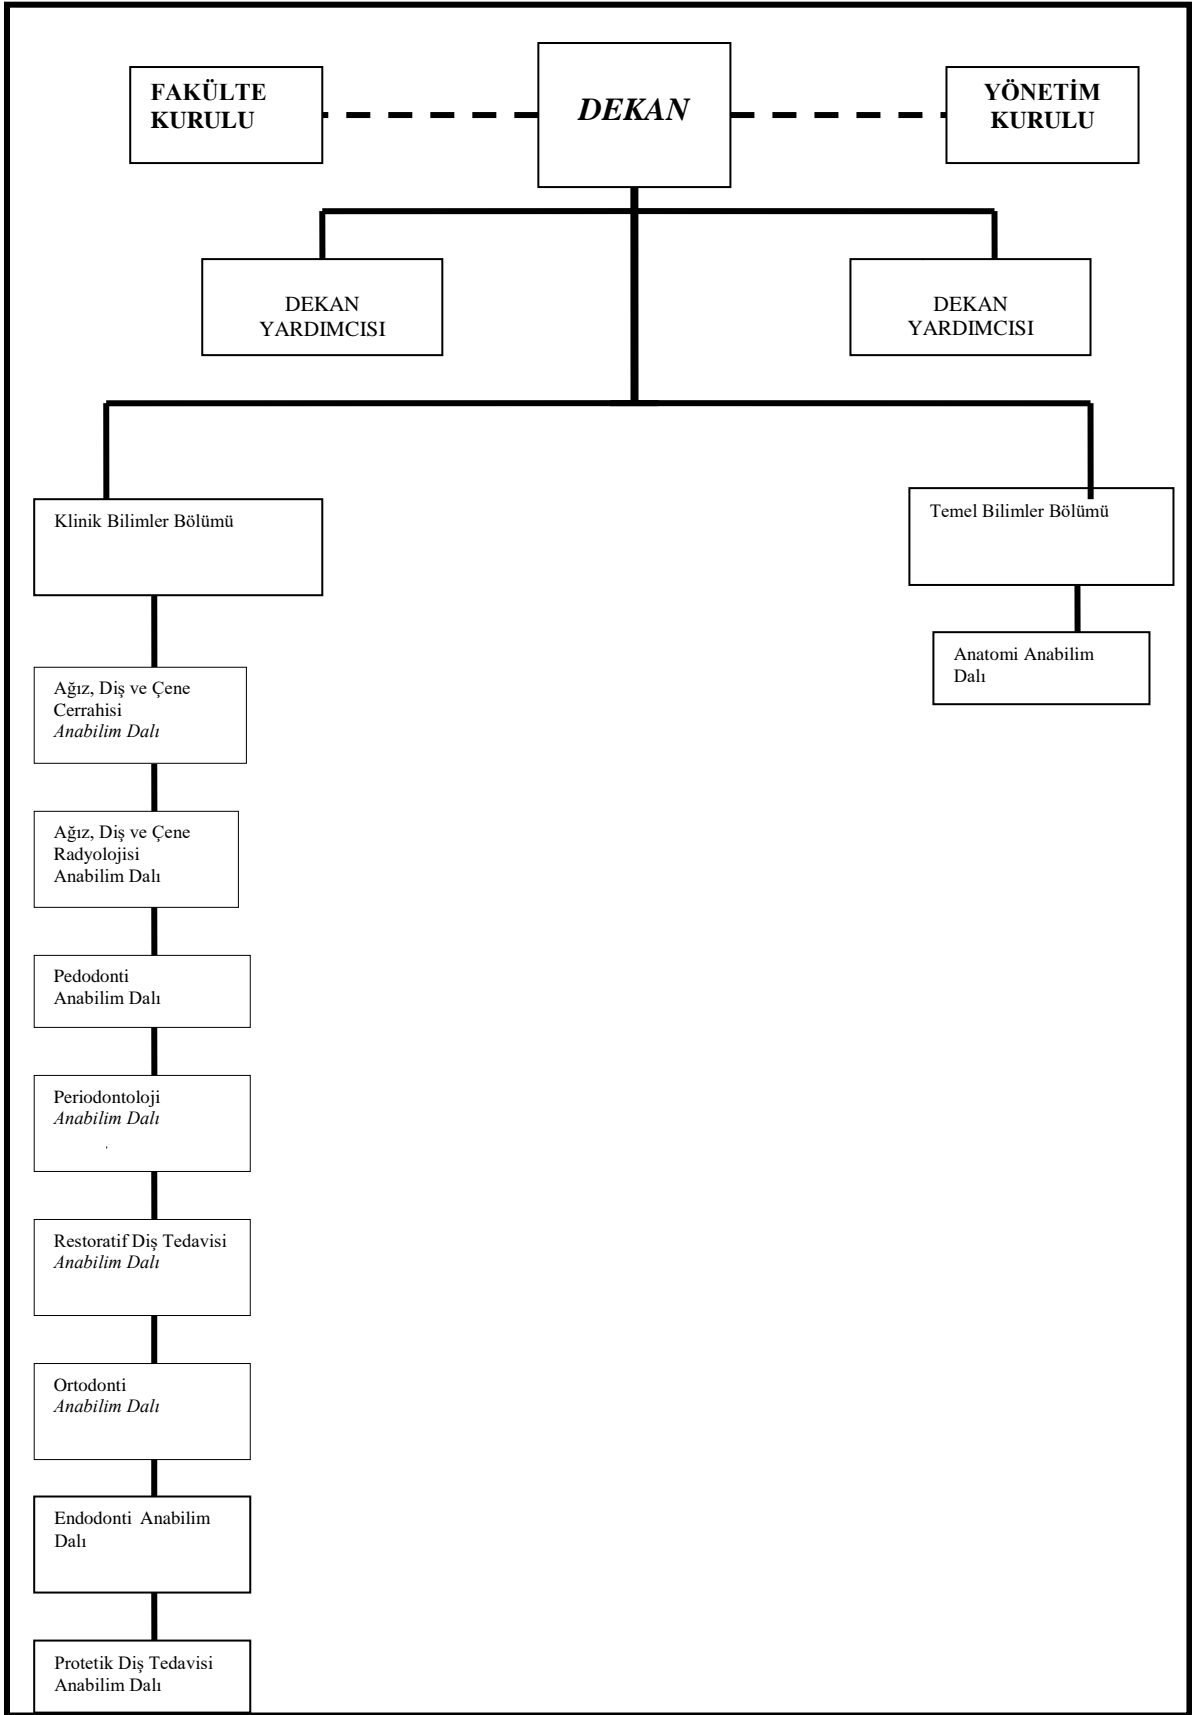 FAKÜLTE
KURULU
DEKAN
YÖNETİM
KURULU
DEKAN
YARDIMCISI
DEKAN
YARDIMCISI
Klinik Bilimler Bölümü
Temel Bilimler Bölümü
Ağız, Diş ve Çene
Cerrahisi
Anabilim Dalı
Anatomi Anabilim
Dalı
Ağız, Diş ve Çene
Radyolojisi
Anabilim Dalı
Pedodonti
Anabilim Dalı
Periodontoloji
Anabilim Dalı
Restoratif Diş Tedavisi
Anabilim Dalı
Ortodonti
Anabilim Dalı
Endodonti Anabilim
Dalı
Protetik Diş Tedavisi
Anabilim Dalı